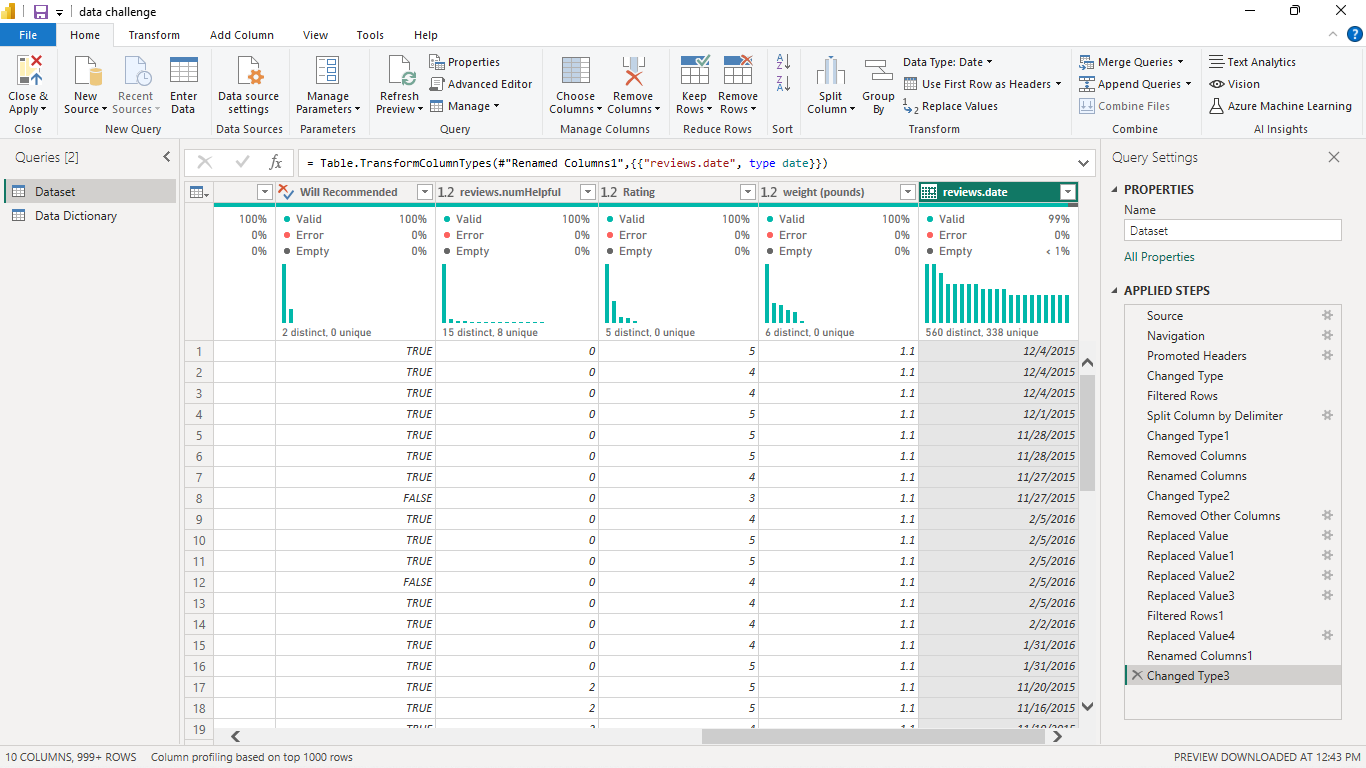 data challenge
File Home Transform Add Column View Tools Help
Close & Apply
New Source
Recent Sources
Enter Data
Data source settings
Manage Parameters
Refresh Preview
Properties
Advanced Editor
Manage
Choose Columns
Remove Columns
Keep Rows
Remove Rows
Split Column
Group By
Data Type: Date
Use First Row as Headers
Replace Values
Merge Queries
Append Queries
Combine Files
Text Analytics
Vision
Azure Machine Learning
Close New Query Data Sources Parameters Query Manage Columns Reduce Rows Sort Transform Combine AI Insights
Queries [2]
Dataset
Data Dictionary
fx = Table.TransformColumnTypes(#"Renamed Columns1",{{"reviews.date", type date}})
Will Recommended 1.2 reviews.numHelpful 1.2 Rating 1.2 weight (pounds) reviews.date
100% Valid 100% Valid 100% Valid 100% Valid 100% Valid 99%
0% Error 0% Error 0% Error 0% Error 0% Error 0%
0% Empty 0% Empty 0% Empty 0% Empty 0% Empty < 1%
2 distinct, 0 unique 15 distinct, 8 unique 5 distinct, 0 unique 6 distinct, 0 unique 560 distinct, 338 unique
1 TRUE 0 5 1.1 12/4/2015
2 TRUE 0 4 1.1 12/4/2015
3 TRUE 0 4 1.1 12/4/2015
4 TRUE 0 5 1.1 12/1/2015
5 TRUE 0 5 1.1 11/28/2015
6 TRUE 0 5 1.1 11/28/2015
7 TRUE 0 4 1.1 11/27/2015
8 FALSE 0 3 1.1 11/27/2015
9 TRUE 0 4 1.1 2/5/2016
10 TRUE 0 5 1.1 2/5/2016
11 TRUE 0 5 1.1 2/5/2016
12 FALSE 0 4 1.1 2/5/2016
13 TRUE 0 4 1.1 2/5/2016
14 TRUE 0 4 1.1 2/2/2016
15 TRUE 0 4 1.1 1/31/2016
16 TRUE 0 5 1.1 1/31/2016
17 TRUE 2 5 1.1 11/20/2015
18 TRUE 2 5 1.1 11/16/2015
19
Query Settings
PROPERTIES
Name
Dataset
All Properties
APPLIED STEPS
Source
Navigation
Promoted Headers
Changed Type
Filtered Rows
Split Column by Delimiter
Changed Type1
Removed Columns
Renamed Columns
Changed Type2
Removed Other Columns
Replaced Value
Replaced Value1
Replaced Value2
Replaced Value3
Filtered Rows1
Replaced Value4
Renamed Columns1
Changed Type3
10 COLUMNS, 999+ ROWS Column profiling based on top 1000 rows PREVIEW DOWNLOADED AT 12:43 PM